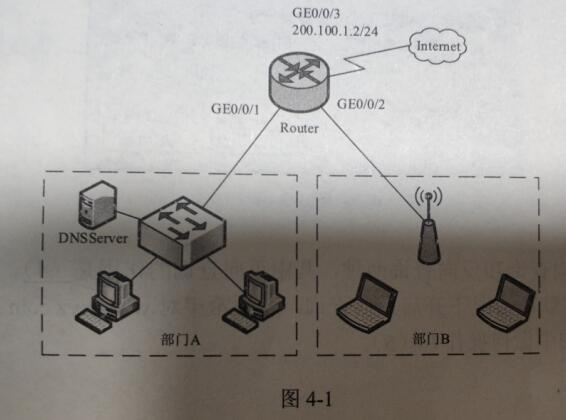 GE0/0/3
200.100.1.2/24
Internet
GE0/0/1
GE0/0/2
Router
DNSServer
部门A
部门B
图 4-1